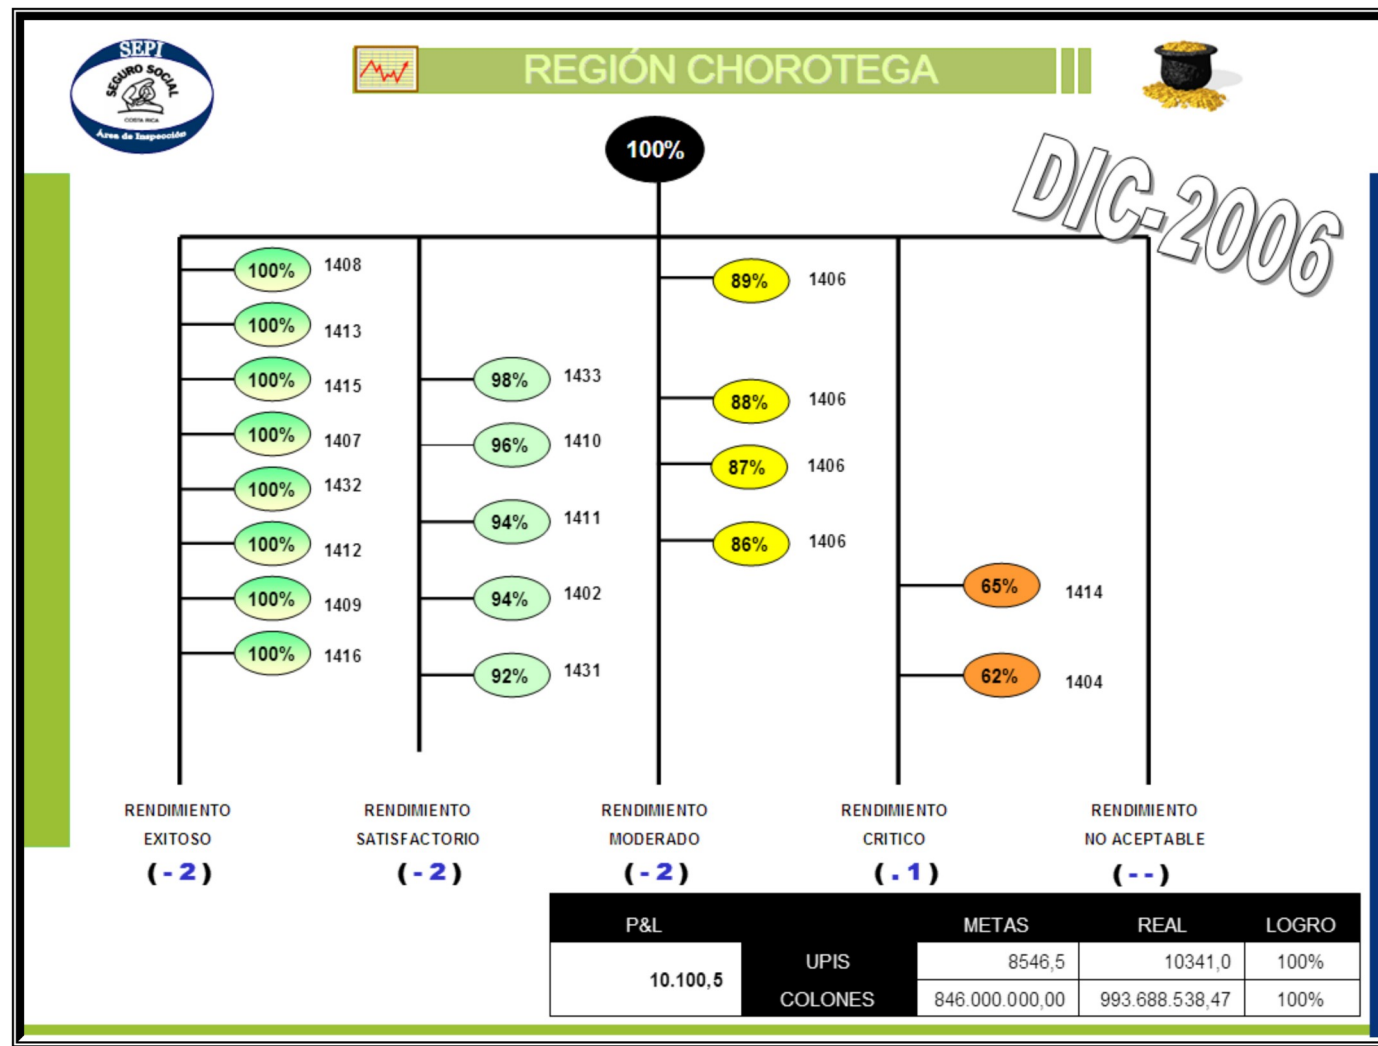 SEPI
SEGURO SOCIAL
COSTA RICA
Área de Inspección
REGIÓN CHOROTEGA
DIC-2006
100%
100% 1408
100% 1413
100% 1415
100% 1407
100% 1432
100% 1412
100% 1409
100% 1416
98% 1433
96% 1410
94% 1411
94% 1402
92% 1431
89% 1406
88% 1406
87% 1406
86% 1406
65% 1414
62% 1404
RENDIMIENTO
EXITOSO
(-2)
RENDIMIENTO
SATISFACTORIO
(-2)
RENDIMIENTO
MODERADO
(-2)
RENDIMIENTO
CRITICO
(.1)
RENDIMIENTO
NO ACEPTABLE
(--)
P&L METAS REAL LOGRO
10.100,5
UPIS 8546,5 10341,0 100%
COLONES 846.000.000,00 993.688.538,47 100%